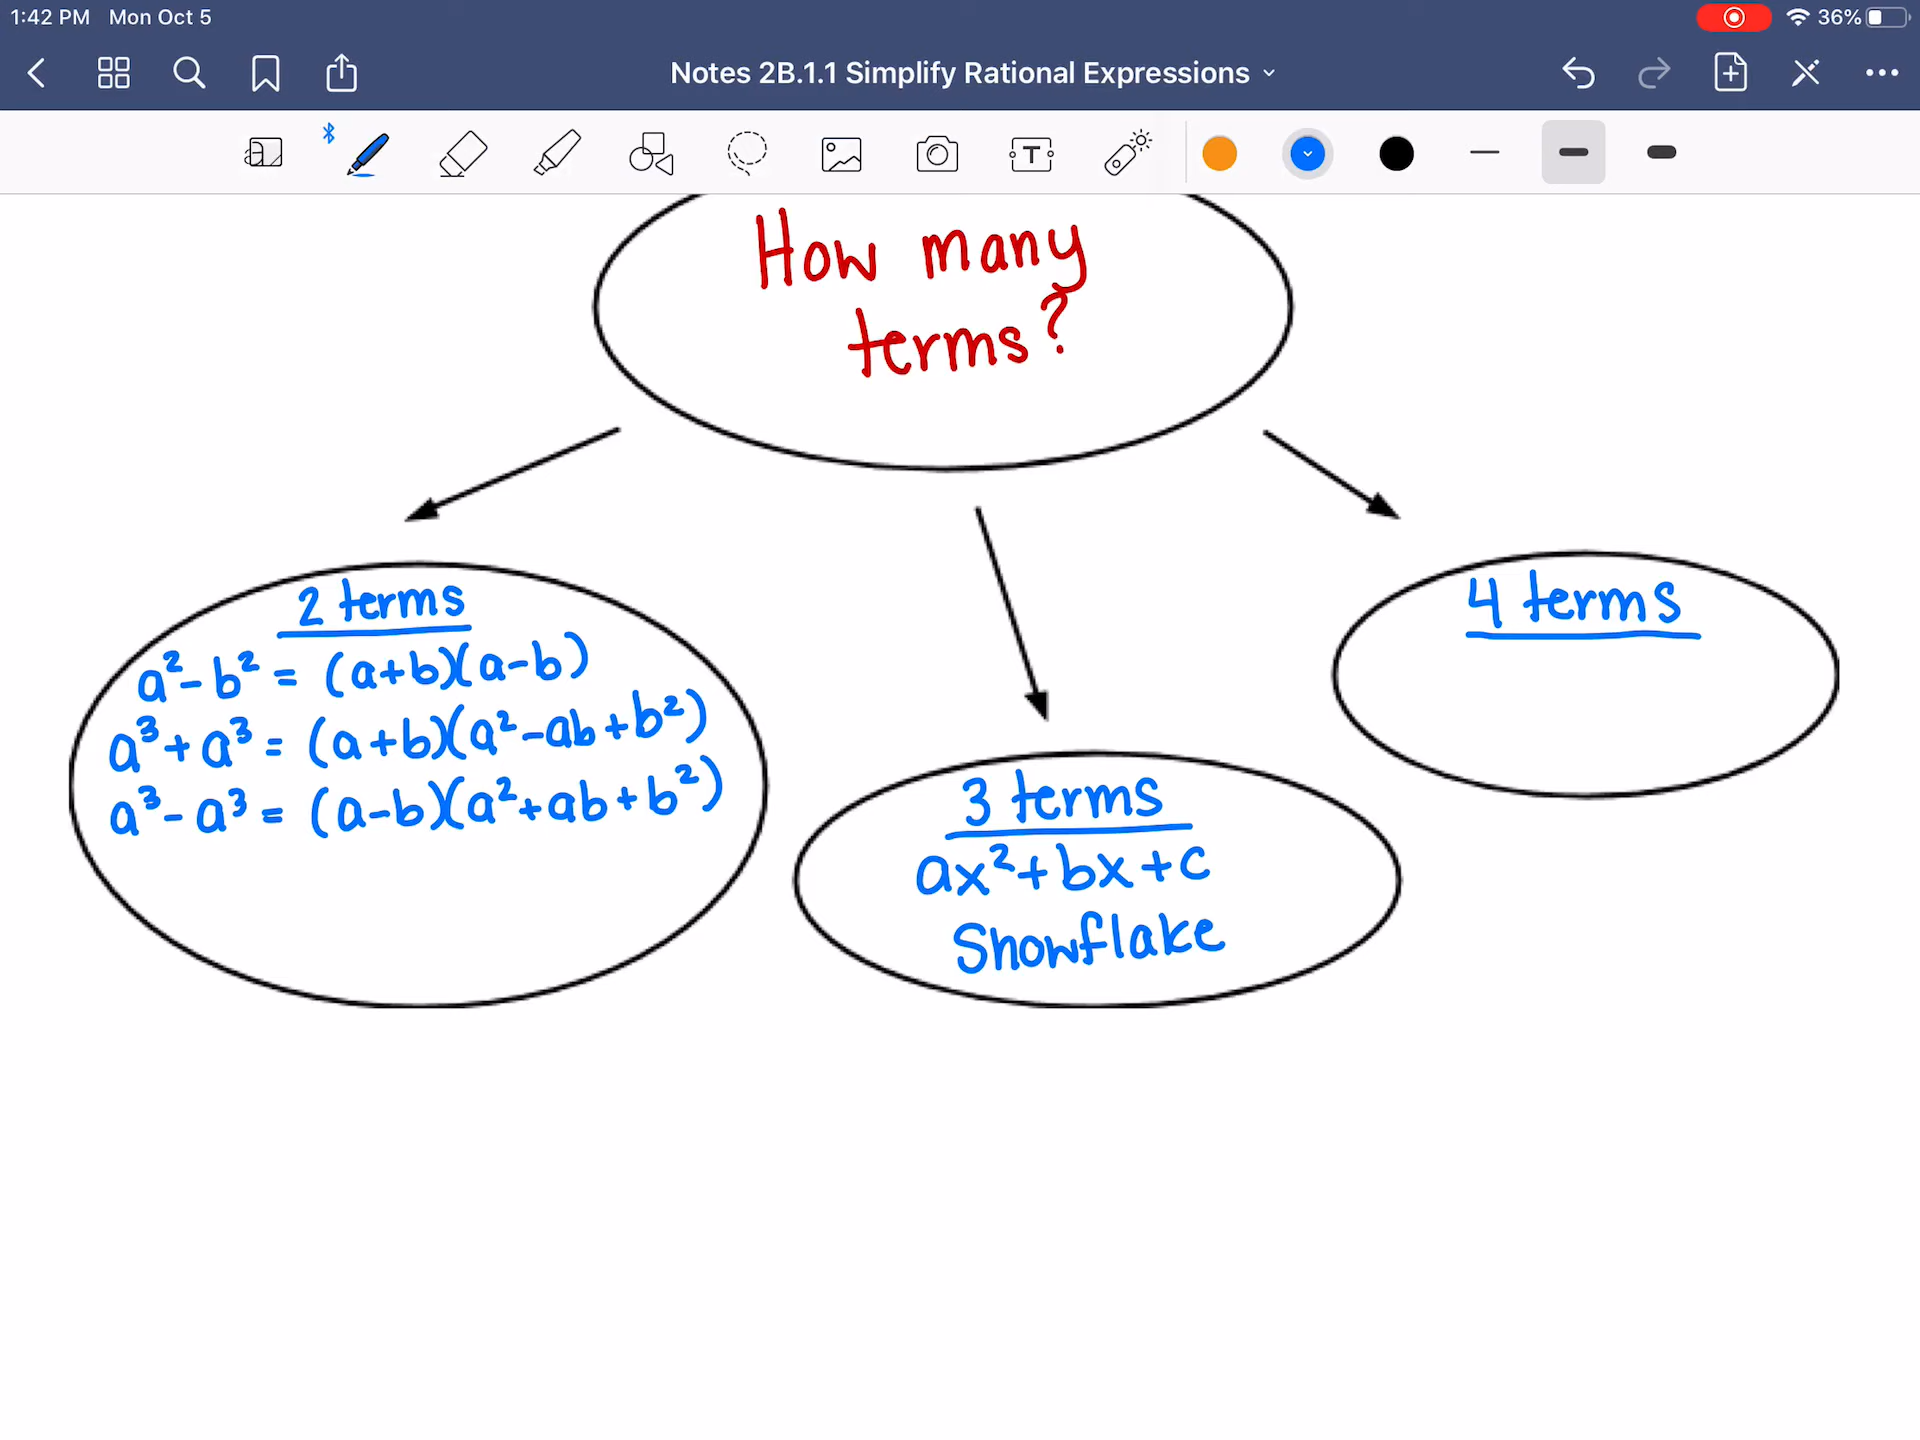 1:42 PM Mon Oct 5
36%
Notes 2B.1.1 Simplify Rational Expressions
How many
terms?
2 terms
a² - b² = (a+b)(a-b)
a³ + a³ = (a+b)(a²-ab+b²)
a³ - a³ = (a-b)(a²+ab+b²)
3 terms
ax²+bx+c
Snowflake
4 terms